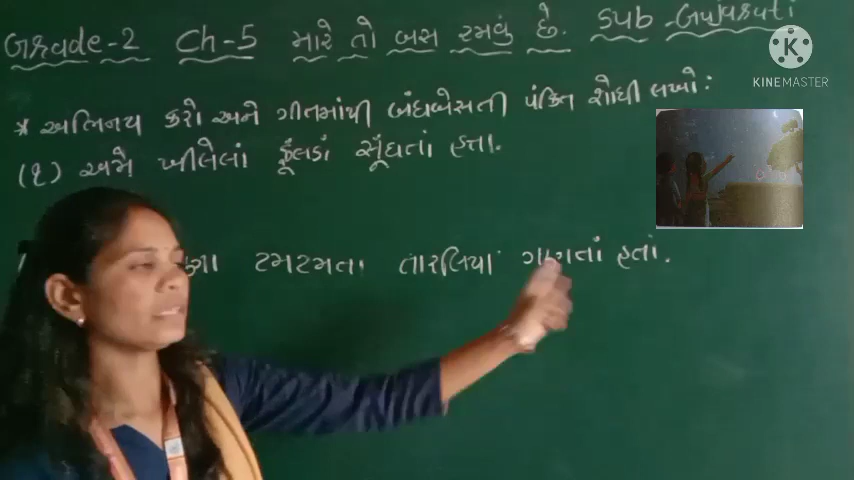 Grade-2 Ch-5 મારે તો બસ રમવું છે. Sub-Gujarati
* અભિનય કરો અને ગીતમાંથી બંધબેસતી પંક્તિ શોધી લખો:
(૧) અમે ખીલેલાં ફૂલડાં સૂંઘતાં હતા.
ટમટમતા તારલિયા ગણતાં હતાં.
KINEMASTER